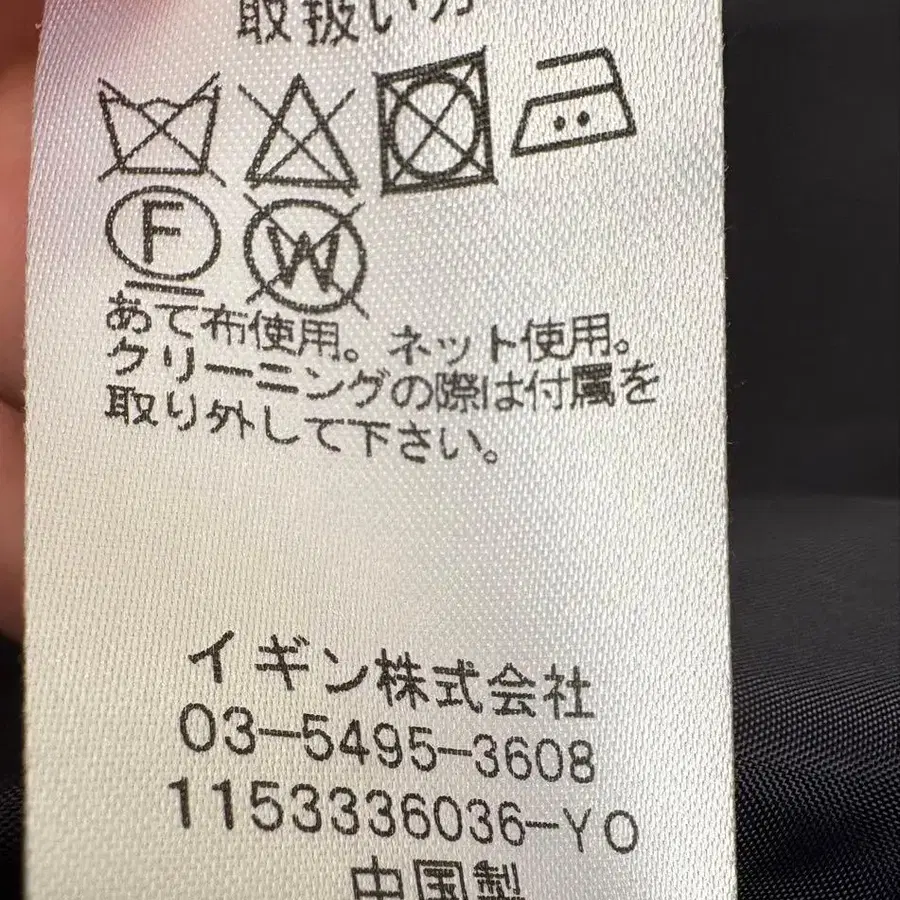 取扱い方
F W
あて布使用。ネット使用。
クリーニングの際は付属を
取り外して下さい。
イギン株式会社
03-5495-3608
1153336036-YO
中国製